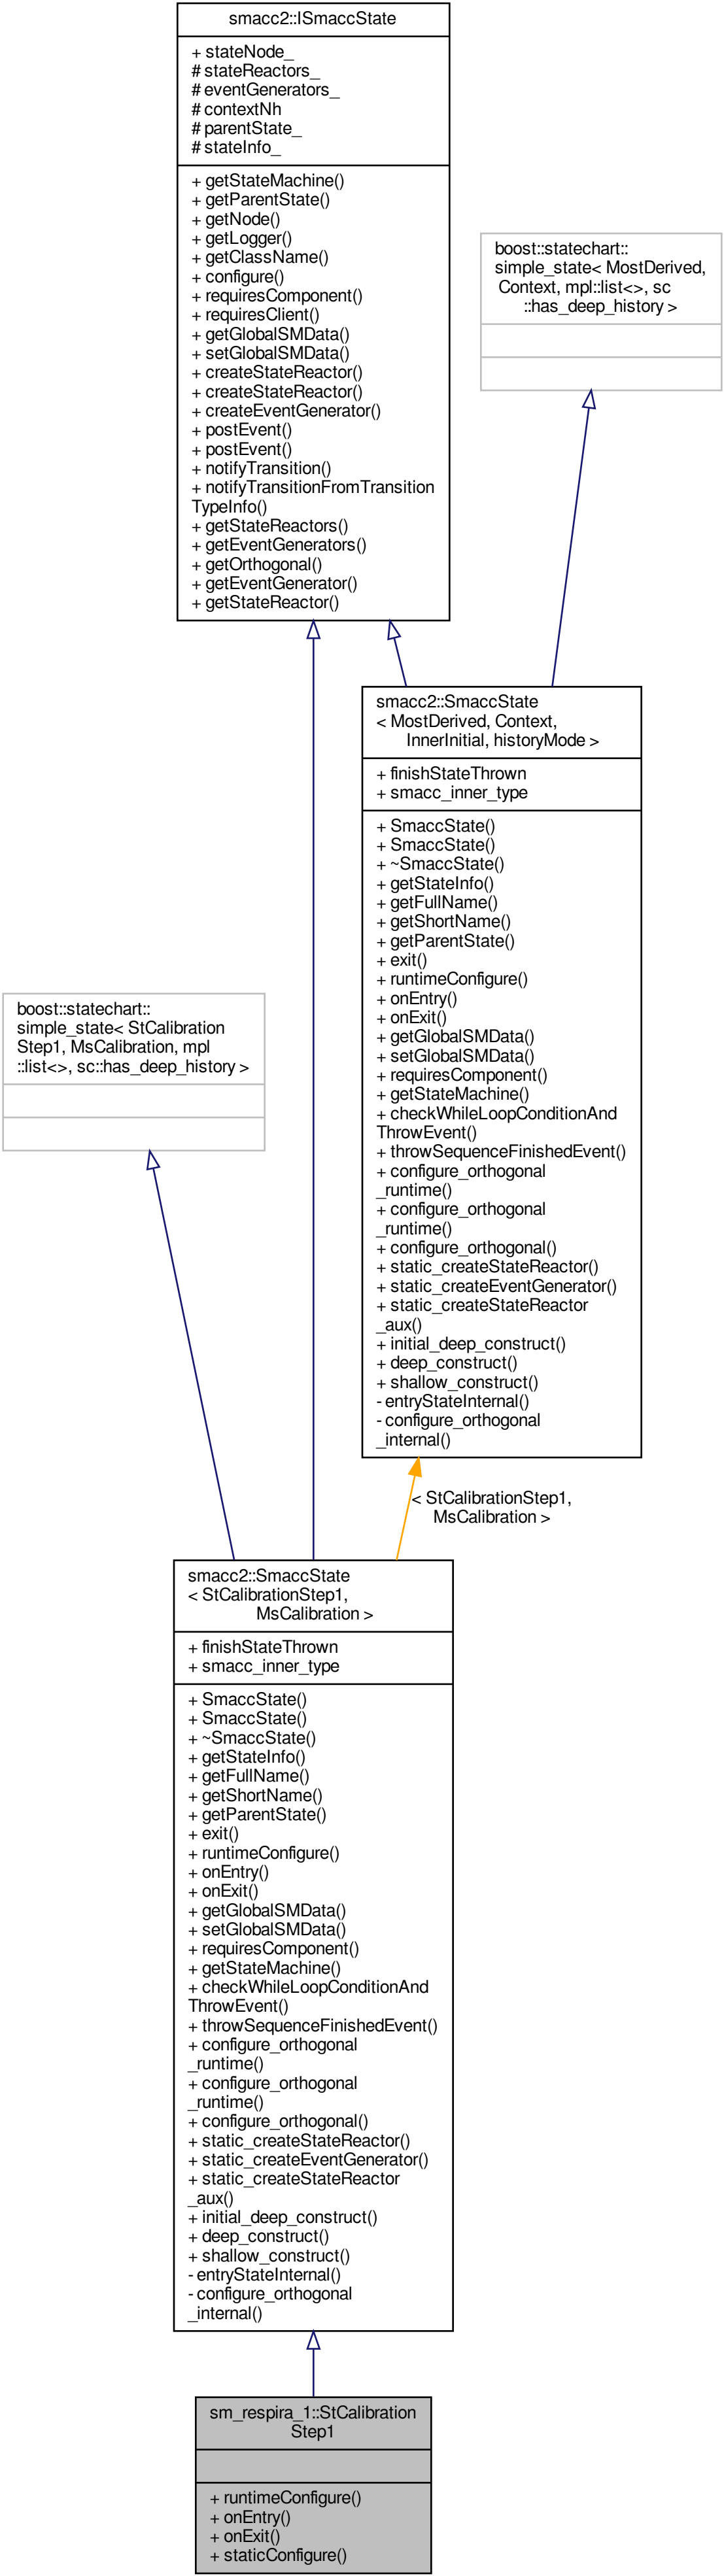 smacc2::ISmaccState
+ stateNode_
# stateReactors_
# eventGenerators_
# contextNh
# parentState_
# stateInfo_
+ getStateMachine()
+ getParentState()
+ getNode()
+ getLogger()
+ getClassName()
+ configure()
+ requiresComponent()
+ requiresClient()
+ getGlobalSMData()
+ setGlobalSMData()
+ createStateReactor()
+ createStateReactor()
+ createEventGenerator()
+ postEvent()
+ postEvent()
+ notifyTransition()
+ notifyTransitionFromTransition
TypeInfo()
+ getStateReactors()
+ getEventGenerators()
+ getOrthogonal()
+ getEventGenerator()
+ getStateReactor()
boost::statechart::
simple_state< MostDerived,
Context, mpl::list<>, sc
::has_deep_history >
smacc2::SmaccState
< MostDerived, Context,
InnerInitial, historyMode >
+ finishStateThrown
+ smacc_inner_type
+ SmaccState()
+ SmaccState()
+ ~SmaccState()
+ getStateInfo()
+ getFullName()
+ getShortName()
+ getParentState()
+ exit()
+ runtimeConfigure()
+ onEntry()
+ onExit()
+ getGlobalSMData()
+ setGlobalSMData()
+ requiresComponent()
+ getStateMachine()
+ checkWhileLoopConditionAnd
ThrowEvent()
+ throwSequenceFinishedEvent()
+ configure_orthogonal
_runtime()
+ configure_orthogonal
_runtime()
+ configure_orthogonal()
+ static_createStateReactor()
+ static_createEventGenerator()
+ static_createStateReactor
_aux()
+ initial_deep_construct()
+ deep_construct()
+ shallow_construct()
- entryStateInternal()
- configure_orthogonal
_internal()
boost::statechart::
simple_state< StCalibration
Step1, MsCalibration, mpl
::list<>, sc::has_deep_history >
< StCalibrationStep1,
MsCalibration >
smacc2::SmaccState
< StCalibrationStep1,
MsCalibration >
+ finishStateThrown
+ smacc_inner_type
+ SmaccState()
+ SmaccState()
+ ~SmaccState()
+ getStateInfo()
+ getFullName()
+ getShortName()
+ getParentState()
+ exit()
+ runtimeConfigure()
+ onEntry()
+ onExit()
+ getGlobalSMData()
+ setGlobalSMData()
+ requiresComponent()
+ getStateMachine()
+ checkWhileLoopConditionAnd
ThrowEvent()
+ throwSequenceFinishedEvent()
+ configure_orthogonal
_runtime()
+ configure_orthogonal
_runtime()
+ configure_orthogonal()
+ static_createStateReactor()
+ static_createEventGenerator()
+ static_createStateReactor
_aux()
+ initial_deep_construct()
+ deep_construct()
+ shallow_construct()
- entryStateInternal()
- configure_orthogonal
_internal()
sm_respira_1::StCalibration
Step1
+ runtimeConfigure()
+ onEntry()
+ onExit()
+ staticConfigure()